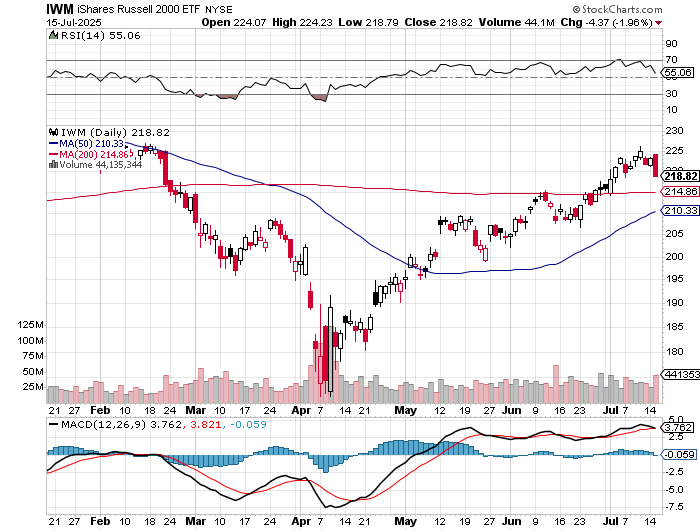 IWM iShares Russell 2000 ETF NYSE
© StockCharts.com
15-Jul-2025
Open 224.07 High 224.23 Low 218.79 Close 218.82 Volume 44.1M Chg -4.37 (-1.96%)
RSI(14) 55.06
90
70
55.06
30
10
IWM (Daily) 218.82
MA(50) 210.33
MA(200) 214.86
Volume 44,135,344
230
225
218.82
214.86
210.33
205
200
195
190
185
180
125M
100M
75M
50M
25M
441353
21 27 Feb 10 18 24 Mar 10 17 24 Apr 7 14 21 May 12 19 27 Jun 9 16 23 Jul 7 14
MACD(12,26,9) 3.762, 3.821, -0.059
5.0
3.762
2.5
-0.059
-2.5
-5.0
-7.5
21 27 Feb 10 18 24 Mar 10 17 24 Apr 7 14 21 May 12 19 27 Jun 9 16 23 Jul 7 14